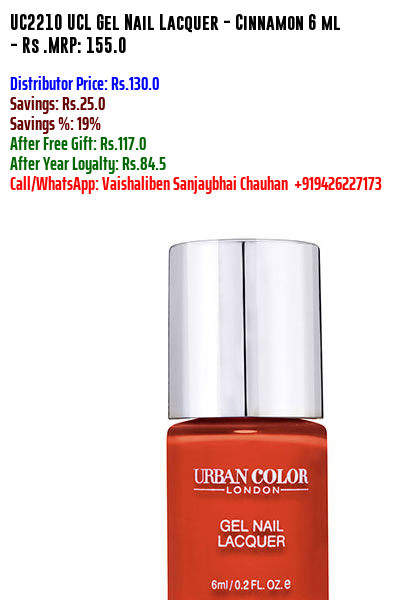 UC2210 UCL Gel Nail Lacquer - Cinnamon 6 ml
- Rs .MRP: 155.0
Distributor Price: Rs.130.0
Savings: Rs.25.0
Savings %: 19%
After Free Gift: Rs.117.0
After Year Loyalty: Rs.84.5
Call/WhatsApp: Vaishaliben Sanjaybhai Chauhan +919426227173
URBAN COLOR
LONDON
GEL NAIL
LACQUER
6ml/0.2 FL. OZ. e